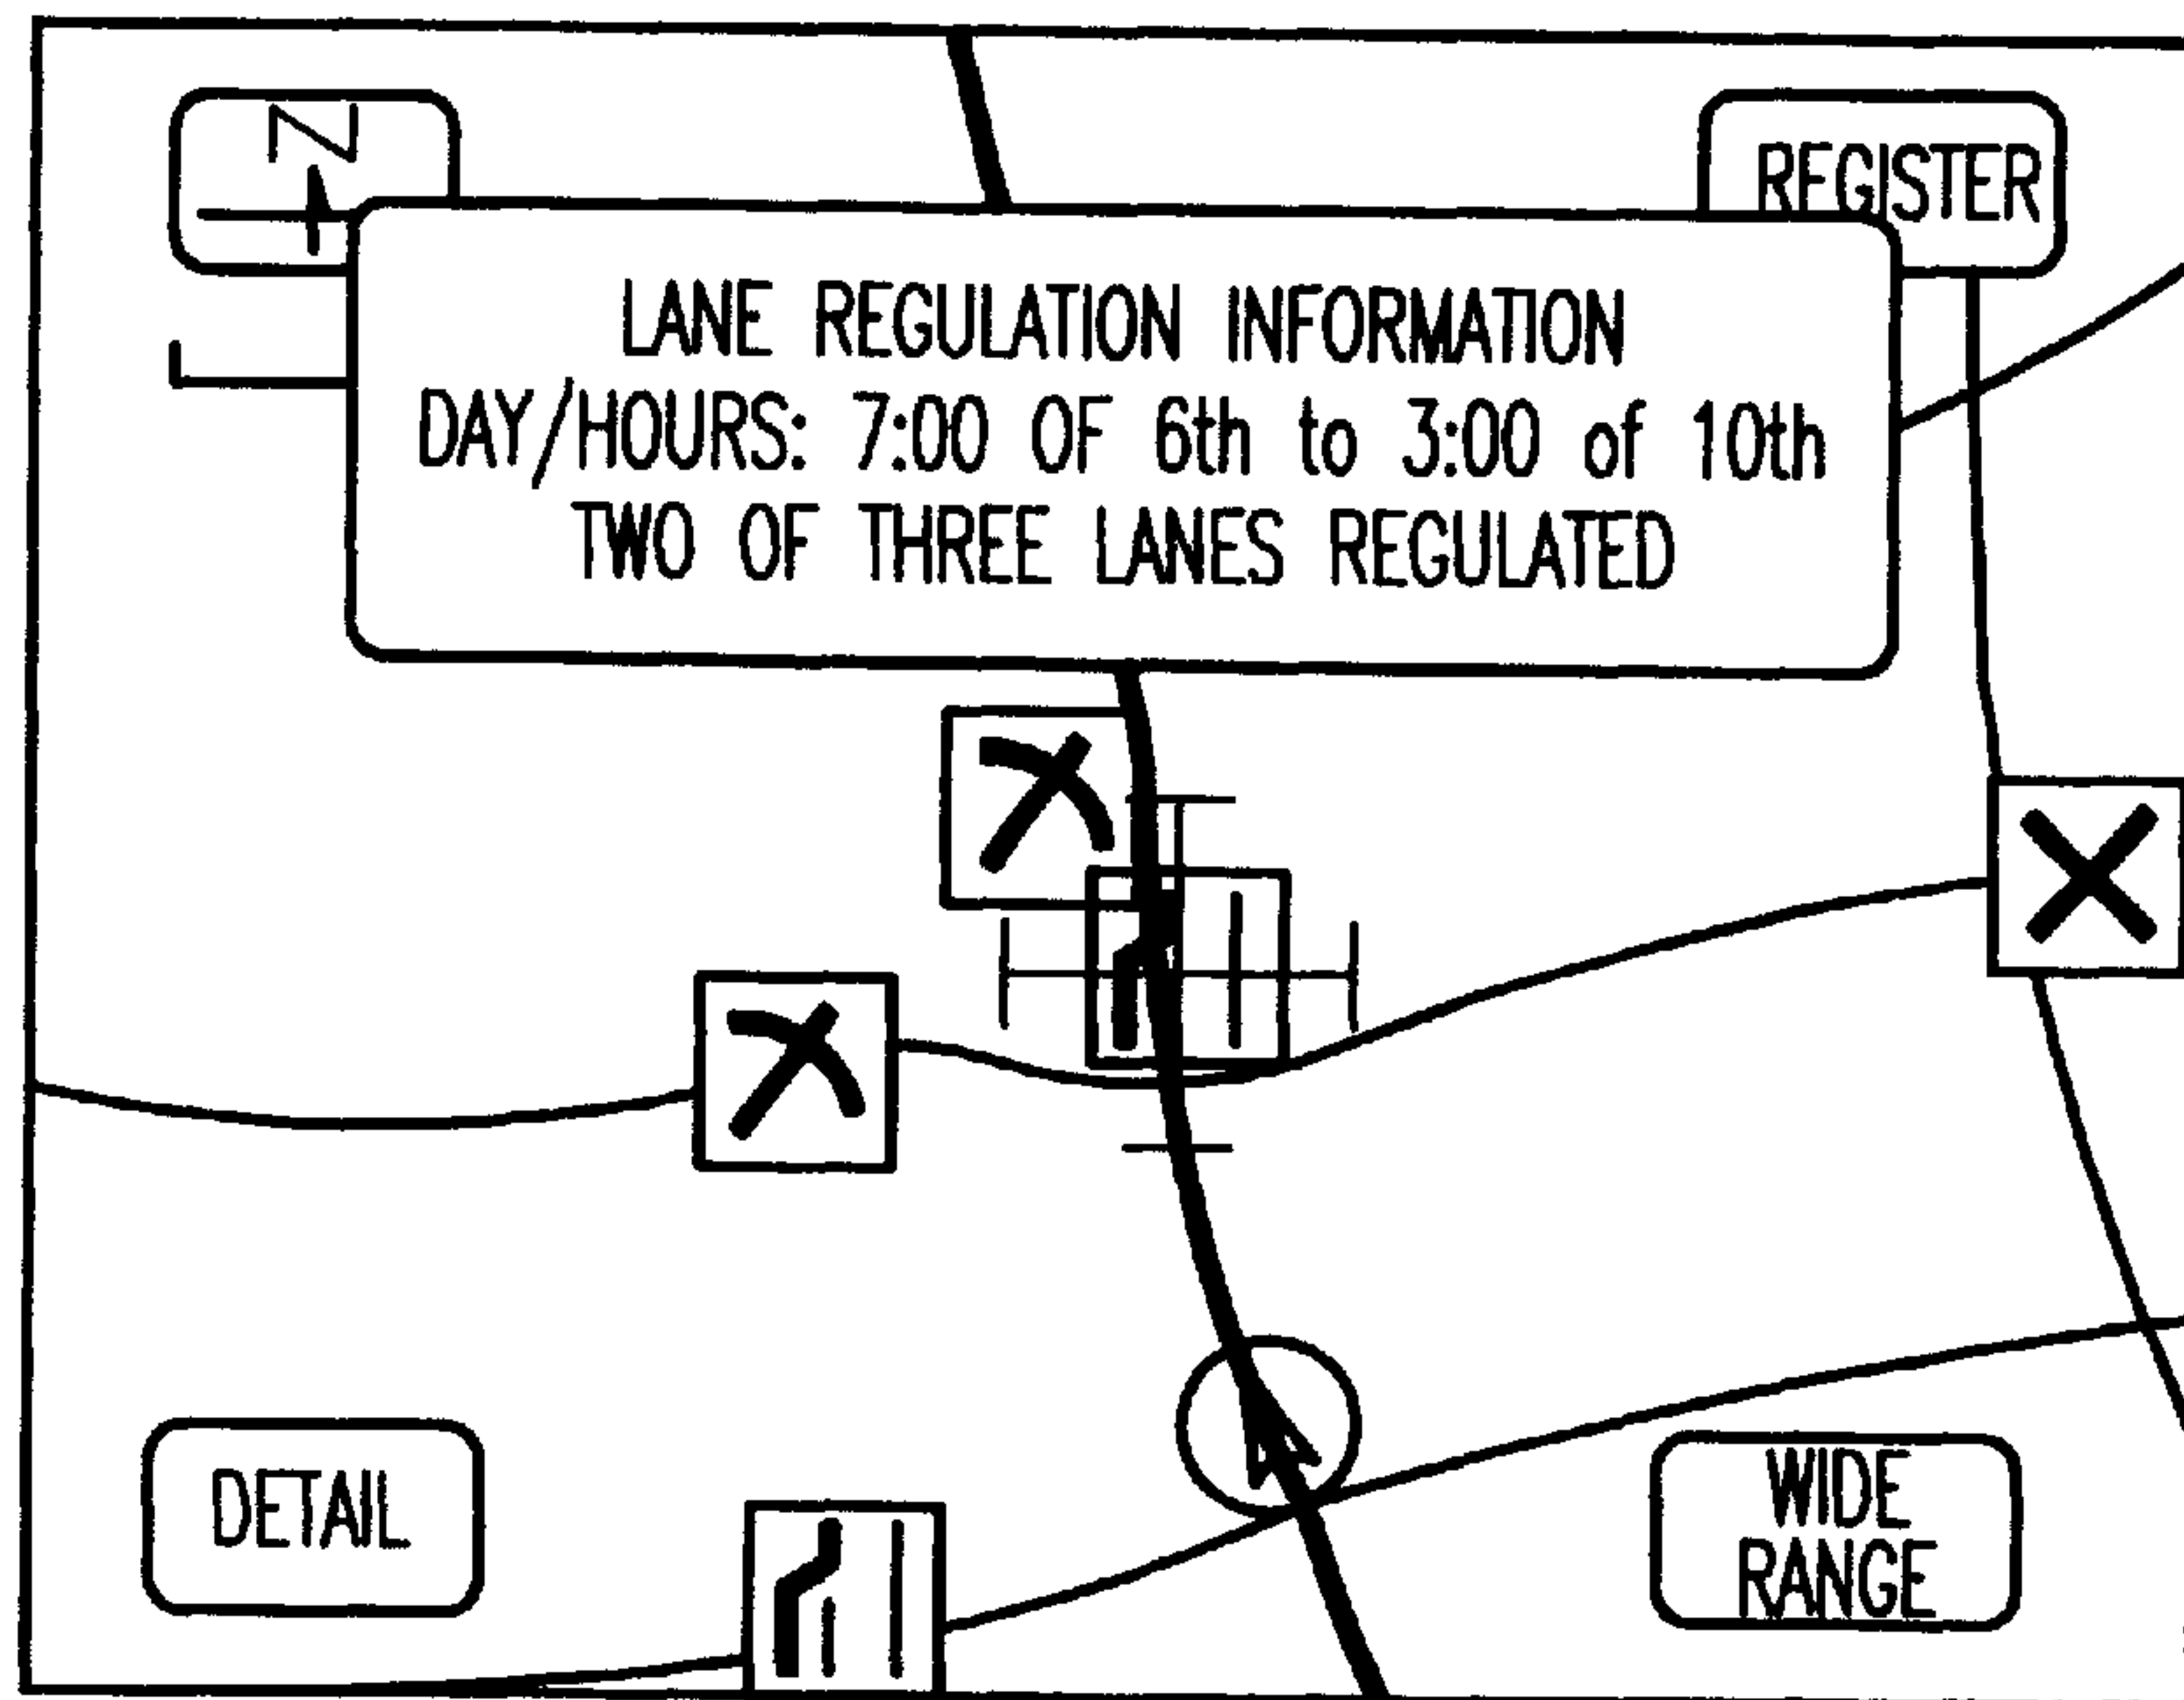 N
REGISTER
LANE REGULATION INFORMATION
DAY/HOURS: 7:00 OF 6th to 3:00 of 10th
TWO OF THREE LANES REGULATED
DETAIL
WIDE
RANGE